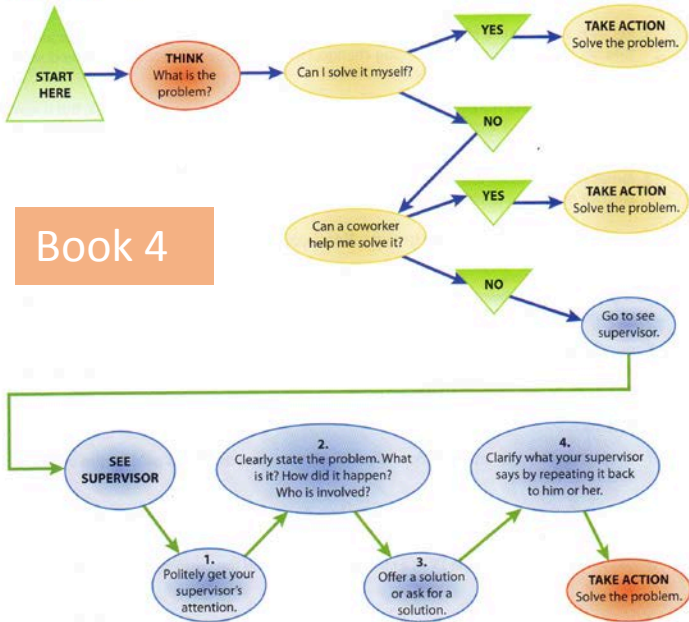 START
HERE
THINK
What is the
problem?
Can I solve it myself?
YES
TAKE ACTION
Solve the problem.
NO
Can a coworker
help me solve it?
YES
TAKE ACTION
Solve the problem.
NO
Go to see
supervisor.
Book 4
SEE
SUPERVISOR
1.
Politely get your
supervisor's
attention.
2.
Clearly state the problem. What
is it? How did it happen?
Who is involved?
3.
Offer a solution
or ask for a
solution.
4.
Clarify what your supervisor
says by repeating it back
to him or her.
TAKE ACTION
Solve the problem.